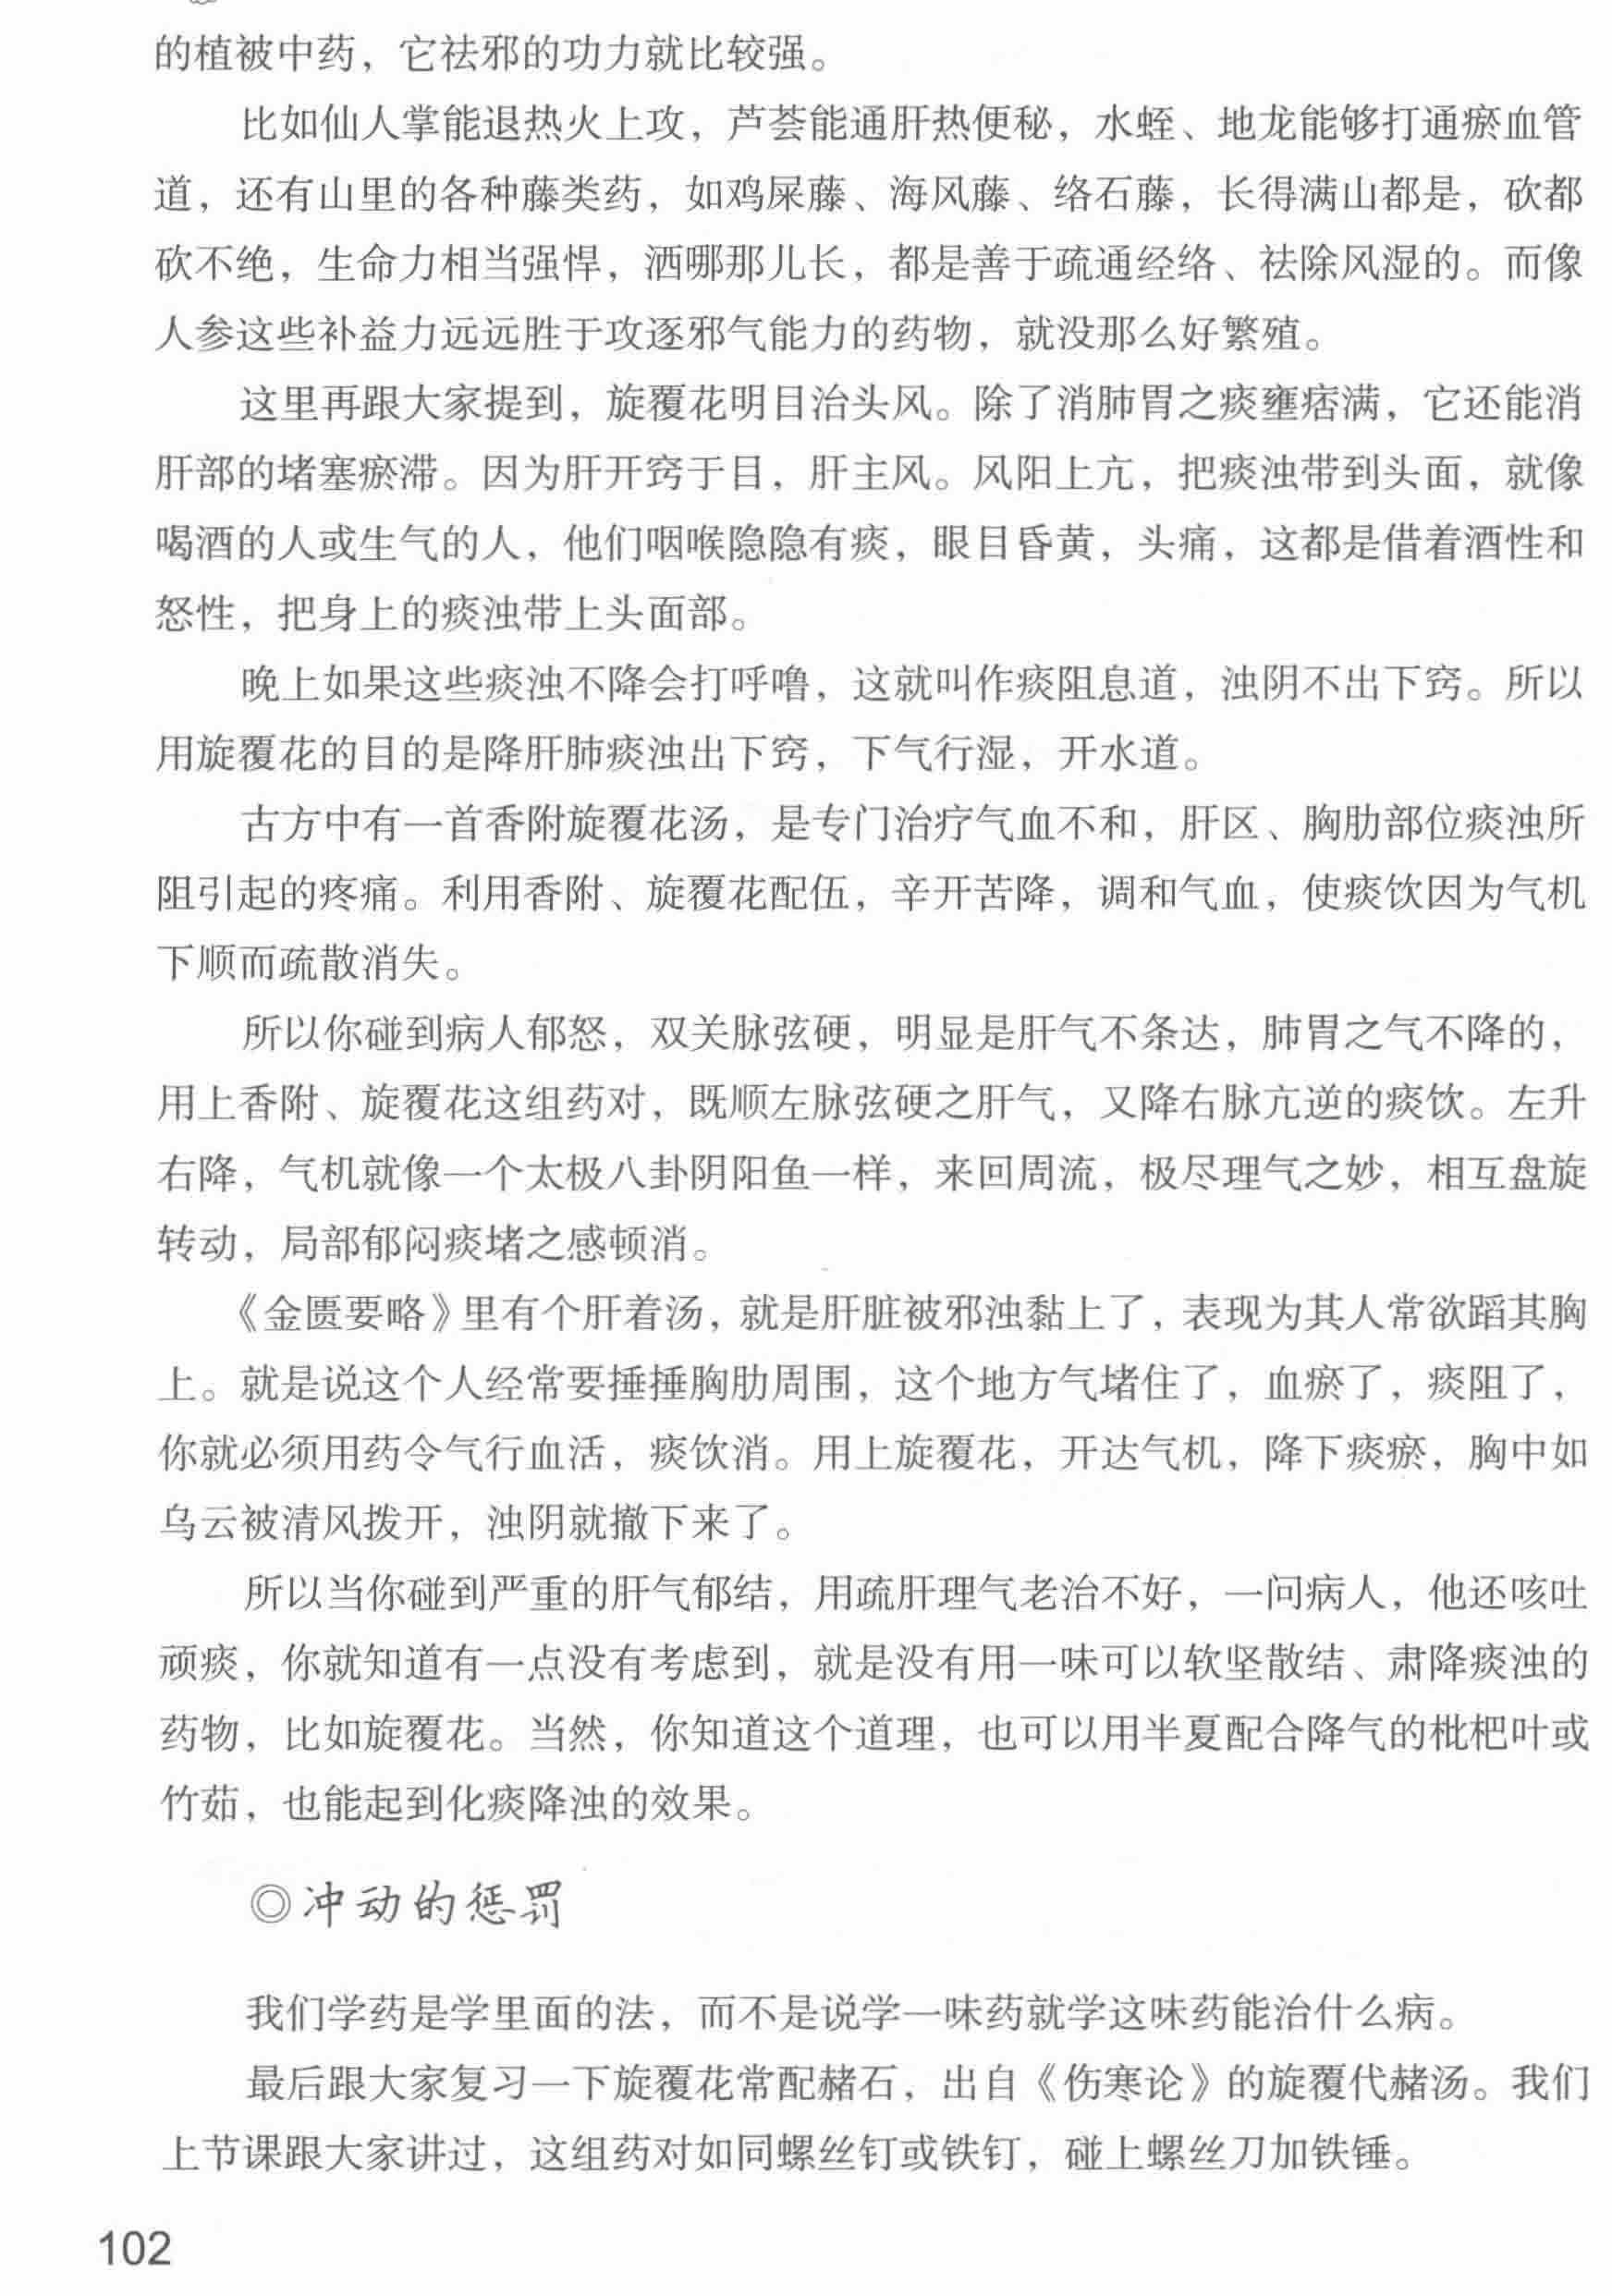 的植被中药，它祛邪的功力就比较强。
比如仙人掌能退热火上攻，芦荟能通肝热便秘，水蛭、地龙能够打通瘀血管
道，还有山里的各种藤类药，如鸡屎藤、海风藤、络石藤，长得满山都是，砍都
砍不绝，生命力相当强悍，洒哪那儿长，都是善于疏通经络、祛除风湿的。而像
人参这些补益力远远胜于攻逐邪气能力的药物，就没那么好繁殖。
这里再跟大家提到，旋覆花明目治头风。除了消肺胃之痰壅痞满，它还能消
肝部的堵塞瘀滞。因为肝开窍于目，肝主风。风阳上亢，把痰浊带到头面，就像
喝酒的人或生气的人，他们咽喉隐隐有痰，眼目昏黄，头痛，这都是借着酒性和
怒性，把身上的痰浊带上头面部。
晚上如果这些痰浊不降会打呼噜，这就叫作痰阻息道，浊阴不出下窍。所以
用旋覆花的目的是降肝肺痰浊出下窍，下气行湿，开水道。
古方中有一首香附旋覆花汤，是专门治疗气血不和，肝区、胸肋部位痰浊所
阻引起的疼痛。利用香附、旋覆花配伍，辛开苦降，调和气血，使痰饮因为气机
下顺而疏散消失。
所以你碰到病人郁怒，双关脉弦硬，明显是肝气不条达，肺胃之气不降的，
用上香附、旋覆花这组药对，既顺左脉弦硬之肝气，又降右脉亢逆的痰饮。左升
右降，气机就像一个太极八卦阴阳鱼一样，来回周流，极尽理气之妙，相互盘旋
转动，局部郁闷痰堵之感顿消。
《金匮要略》里有个肝着汤，就是肝脏被邪浊黏上了，表现为其人常欲蹈其胸
上。就是说这个人经常要捶捶胸肋周围，这个地方气堵住了，血瘀了，痰阻了，
你就必须用药令气行血活，痰饮消。用上旋覆花，开达气机，降下痰瘀，胸中如
乌云被清风拨开，浊阴就撤下来了。
所以当你碰到严重的肝气郁结，用疏肝理气老治不好，一问病人，他还咳吐
顽痰，你就知道有一点没有考虑到，就是没有用一味可以软坚散结、肃降痰浊的
药物，比如旋覆花。当然，你知道这个道理，也可以用半夏配合降气的枇杷叶或
竹茹，也能起到化痰降浊的效果。
◎冲动的惩罚
我们学药是学里面的法，而不是说学一味药就学这味药能治什么病。
最后跟大家复习一下旋覆花常配赭石，出自《伤寒论》的旋覆代赭汤。我们
上节课跟大家讲过，这组药对如同螺丝钉或铁钉，碰上螺丝刀加铁锤。
102